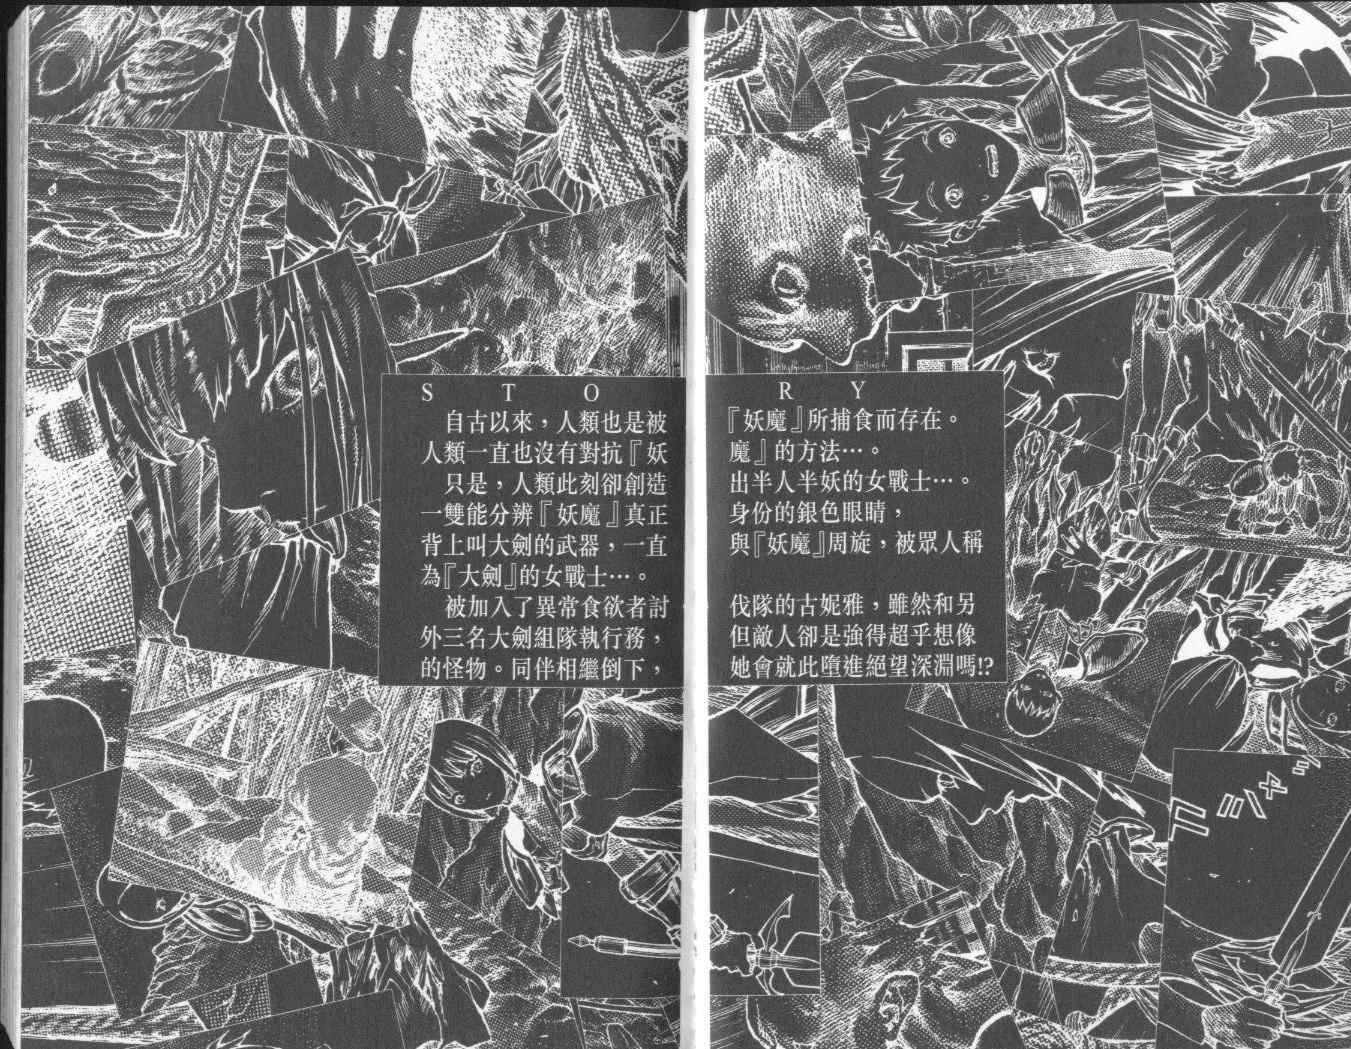 STORY
自古以來，人類也是被『妖魔』所捕食而存在。
人類一直也沒有對抗『妖魔』的方法…。
只是，人類此刻卻創造出半人半妖的女戰士…。
一雙能分辨『妖魔』真正身份的銀色眼睛，
背上叫大劍的武器，一直與『妖魔』周旋，被眾人稱
為『大劍』的女戰士…。
被加入了異常食欲者討伐隊的古妮雅，雖然和另
外三名大劍組隊執行務，但敵人卻是強得超乎想像
的怪物。同伴相繼倒下，她會就此墮進絕望深淵嗎!?
ジャッ